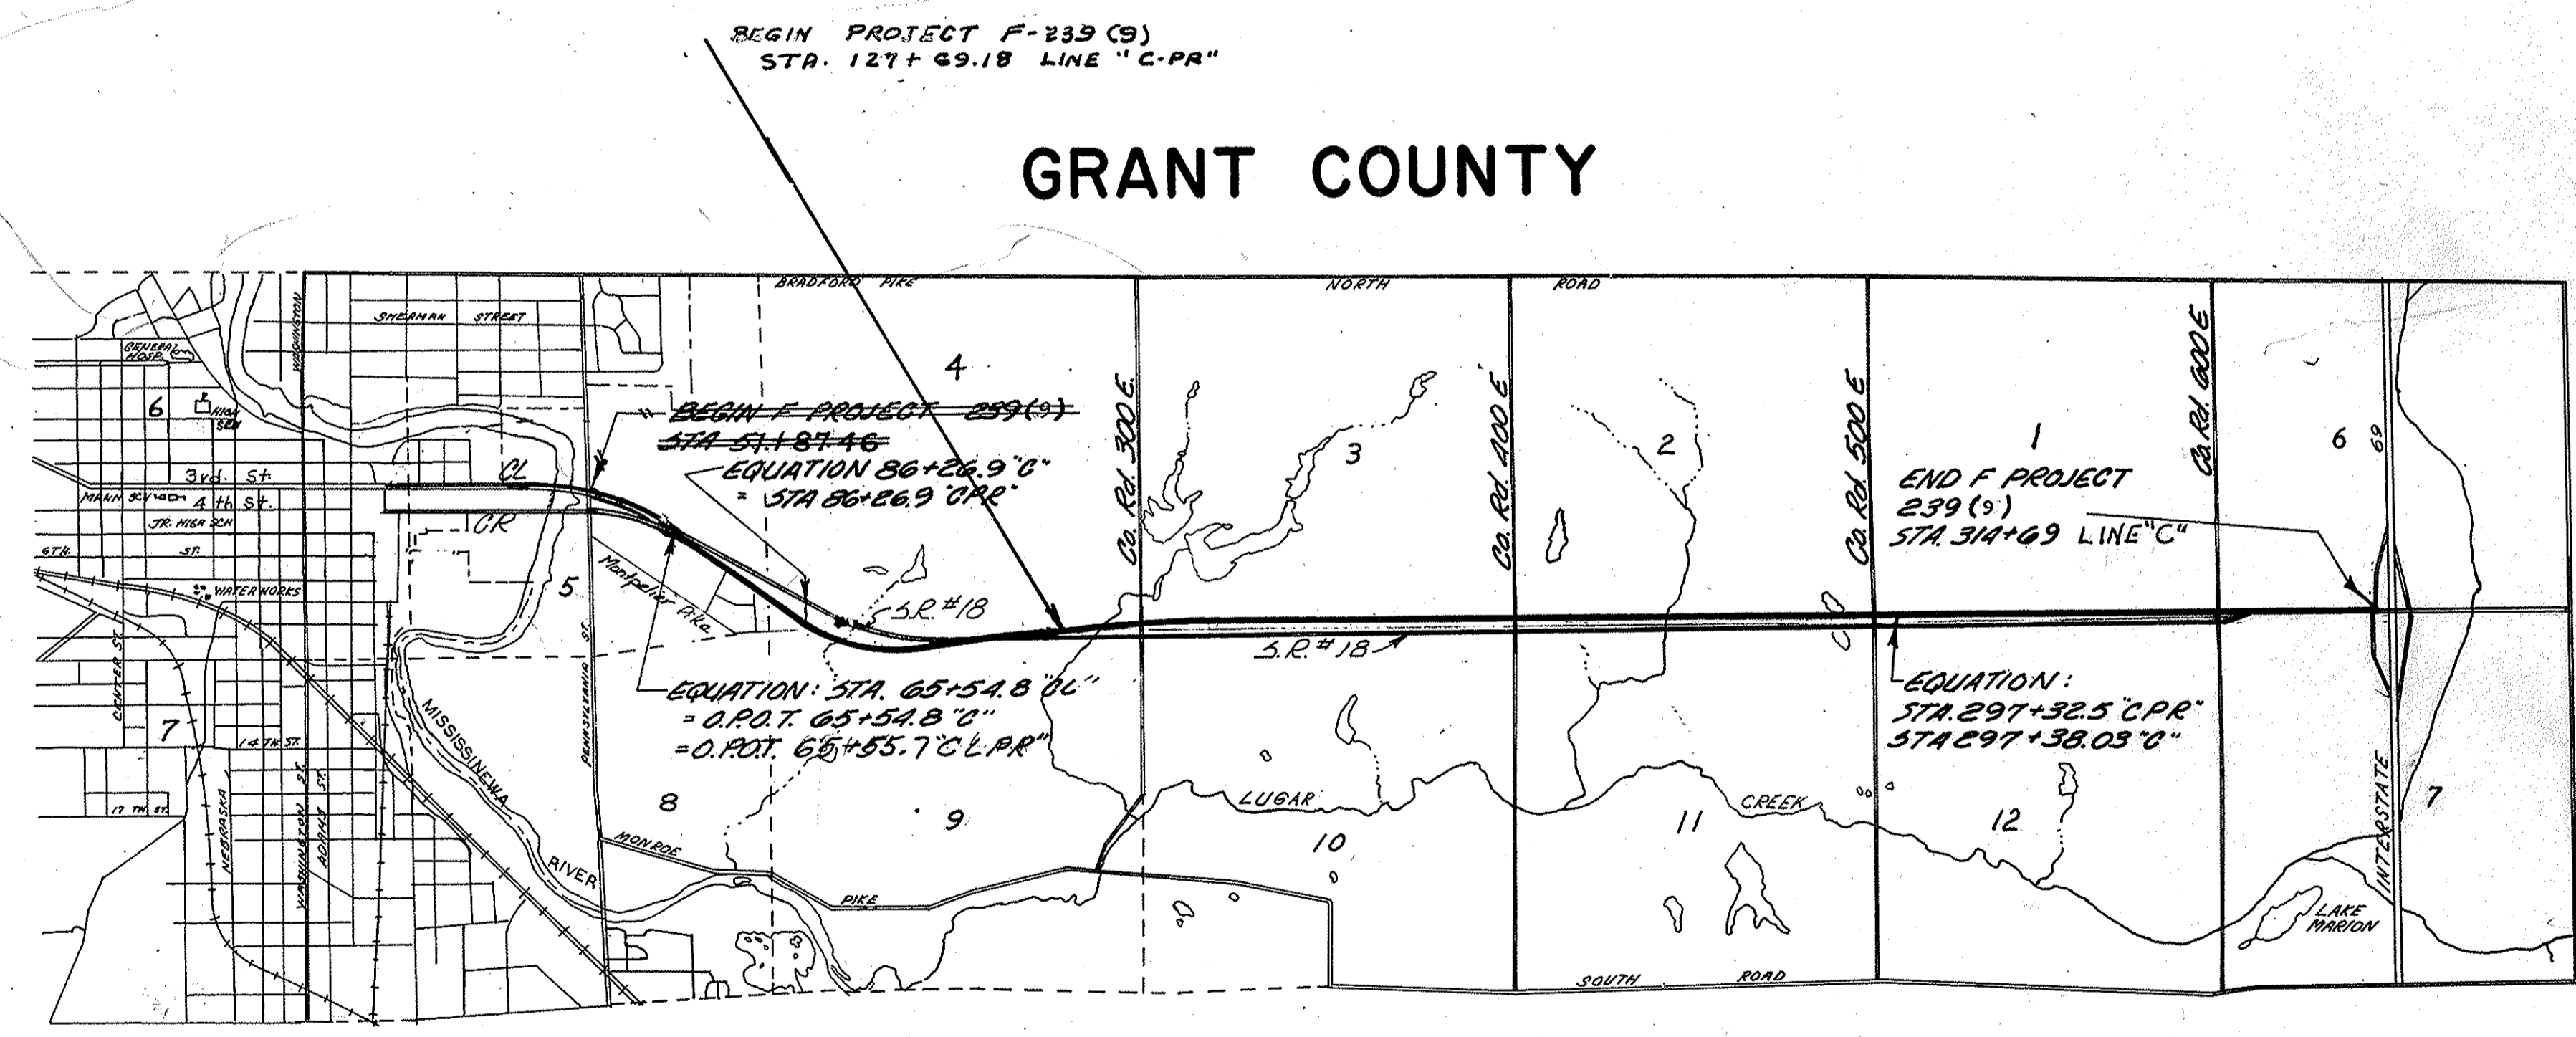 BEGIN PROJECT F-239 (9)
STA. 127+69.18 LINE "C-PR"
GRANT COUNTY
BRADFORD PIKE
NORTH ROAD
WASHINGTON
SHERMAN STREET
GENERAL
HOSP.
6
HIGH
SCH
4
BEGIN F PROJECT 239(9)
STA 51+87.46
EQUATION 86+26.9 "C"
= STA 86+26.9 "CPR"
Co. Rd. 300 E.
3
Co. Rd. 400 E
2
Co. Rd. 500 E
1
Co. Rd. 600 E
6
69
END F PROJECT
239 (9)
STA. 314+69 LINE "C"
3rd. St.
CL
MANN SCH
4 th St.
JR. HIGH SCH
CR
6TH. ST.
WATERWORKS
5
Montpelier Pike
S.R. #18
S.R. #18
CENTER ST.
PENNSYLVANIA ST.
EQUATION: STA. 65+54.8 "CL"
= O.P.O.T. 65+54.8 "C"
= O.P.O.T. 65+55.7 "CLPR"
EQUATION:
STA. 297+32.5 "CPR"
STA 297+38.03 "C"
7
14 TH ST.
MISSISSINEWA
RIVER
17 TH ST.
NEBRASKA
WASHINGTON ST.
ADAMS ST.
8
9
MONROE
PIKE
LUGAR
CREEK
10
11
12
INTERSTATE
7
LAKE
MARION
SOUTH ROAD